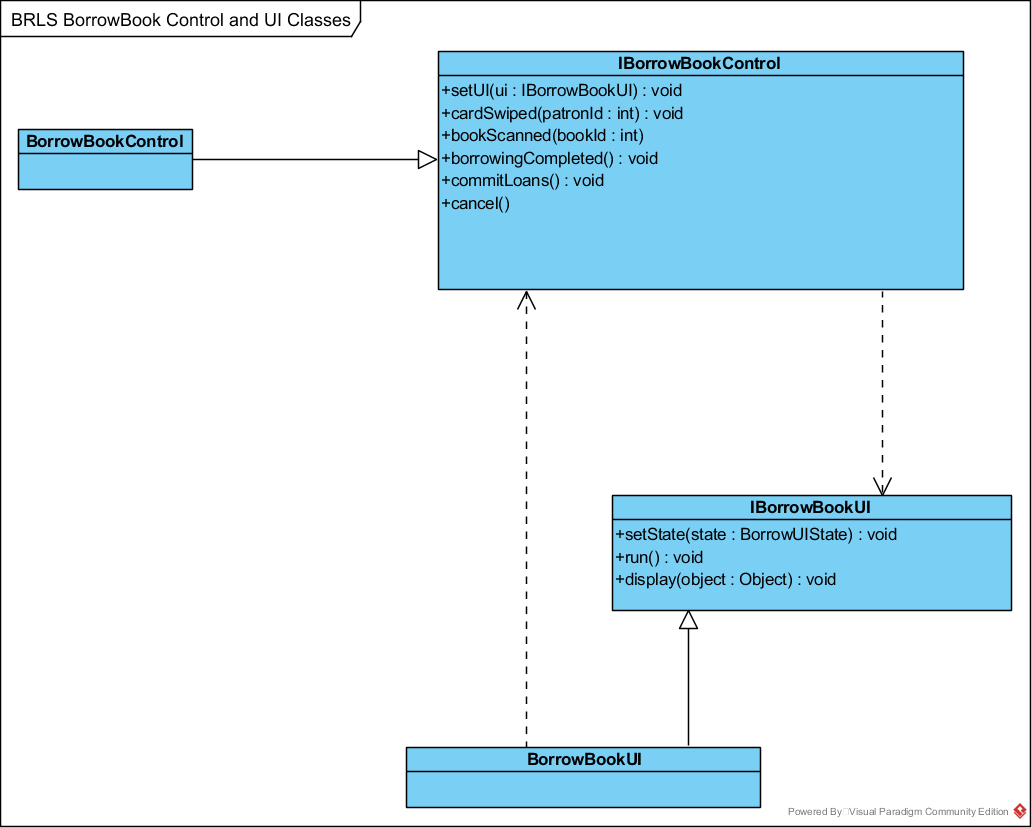 BRLS BorrowBook Control and UI Classes
IBorrowBookControl
+setUI(ui : IBorrowBookUI) : void
+cardSwiped(patronId : int) : void
+bookScanned(bookId : int)
+borrowingCompleted() : void
+commitLoans() : void
+cancel()
BorrowBookControl
IBorrowBookUI
+setState(state : BorrowUIState) : void
+run() : void
+display(object : Object) : void
BorrowBookUI
Powered By Visual Paradigm Community Edition